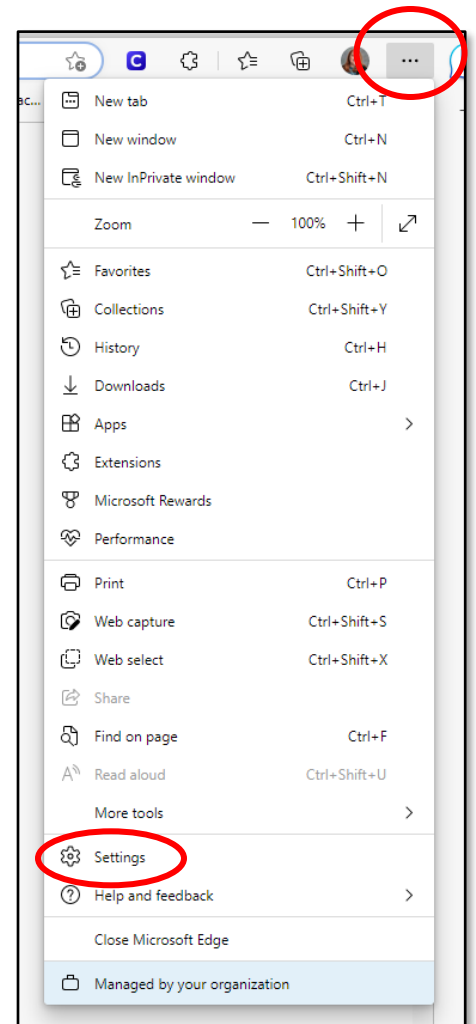 C
ac...
New tab Ctrl+T
New window Ctrl+N
New InPrivate window Ctrl+Shift+N
Zoom — 100% +
Favorites Ctrl+Shift+O
Collections Ctrl+Shift+Y
History Ctrl+H
Downloads Ctrl+J
Apps
Extensions
Microsoft Rewards
Performance
Print Ctrl+P
Web capture Ctrl+Shift+S
Web select Ctrl+Shift+X
Share
Find on page Ctrl+F
Read aloud Ctrl+Shift+U
More tools
Settings
Help and feedback
Close Microsoft Edge
Managed by your organization